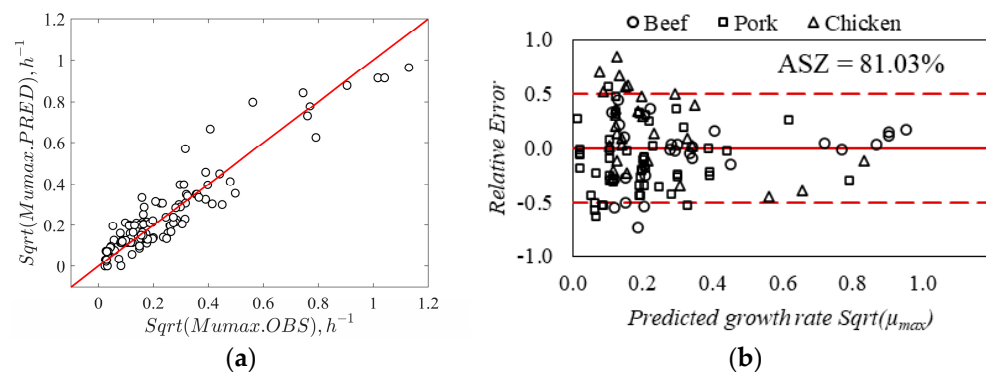 1.2
1
0.8
0.6
0.4
0.2
0
0 0.2 0.4 0.6 0.8 1 1.2
Sqrt(Mumax.PRED), h⁻¹
Sqrt(Mumax.OBS), h⁻¹
(a)
Beef Pork Chicken
ASZ = 81.03%
1.0
0.5
0.0
-0.5
-1.0
0.0 0.2 0.4 0.6 0.8 1.0
Relative Error
Predicted growth rate Sqrt(μmax)
(b)